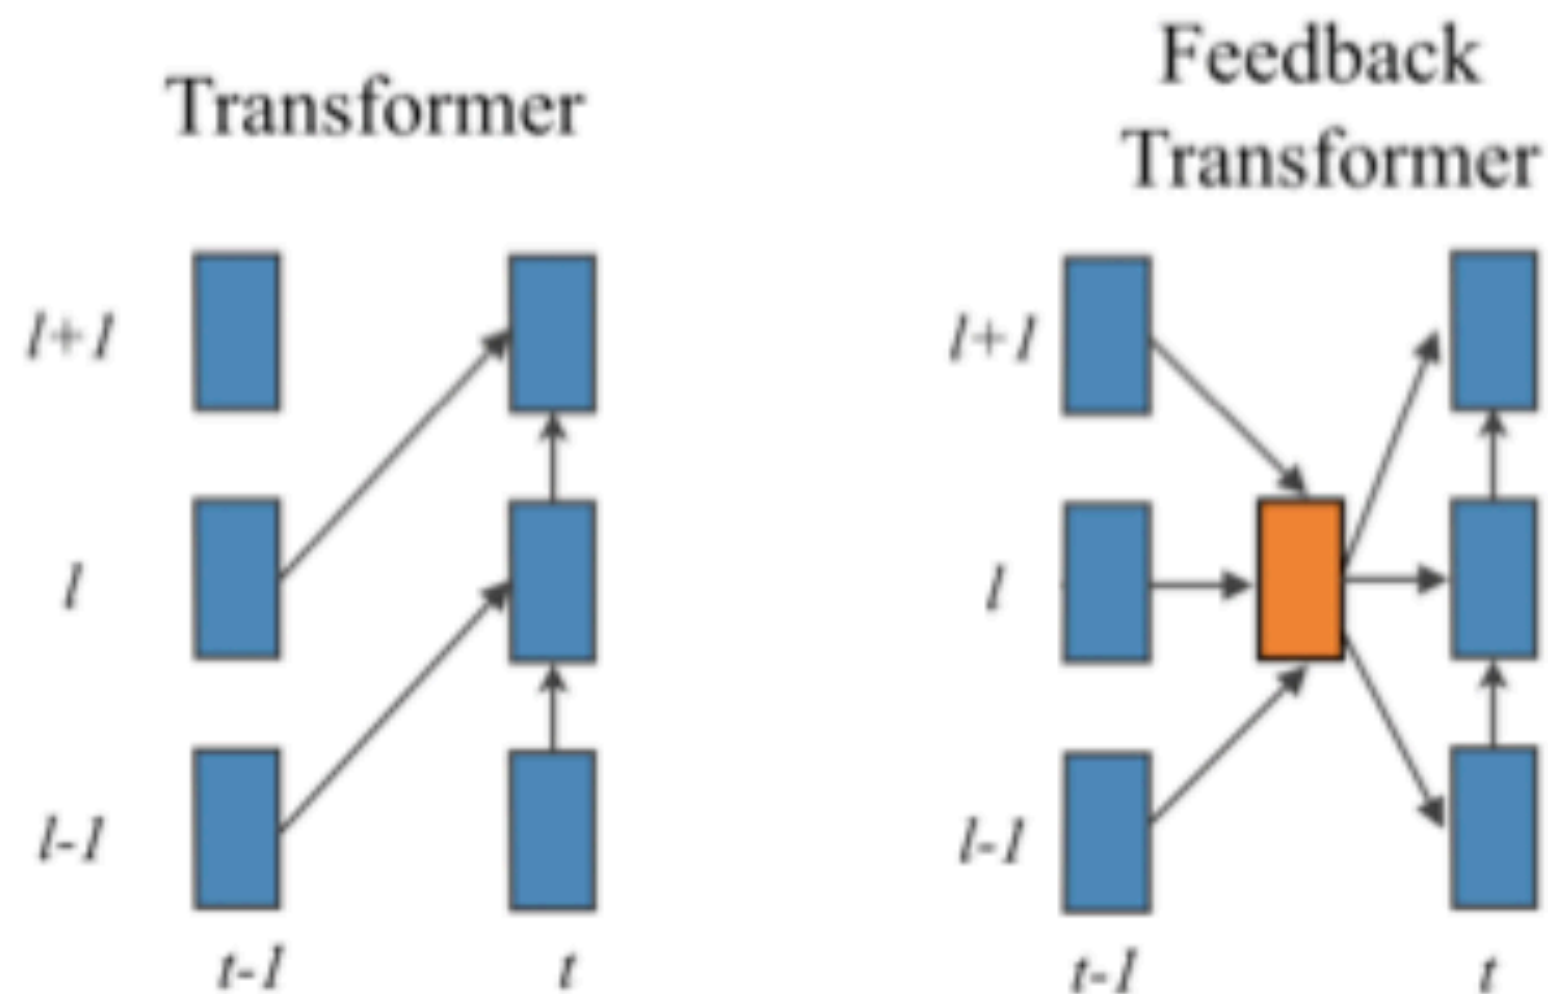 Transformer
l+1
l
l-1
t-1 t
Feedback
Transformer
l+1
l
l-1
t-1 t